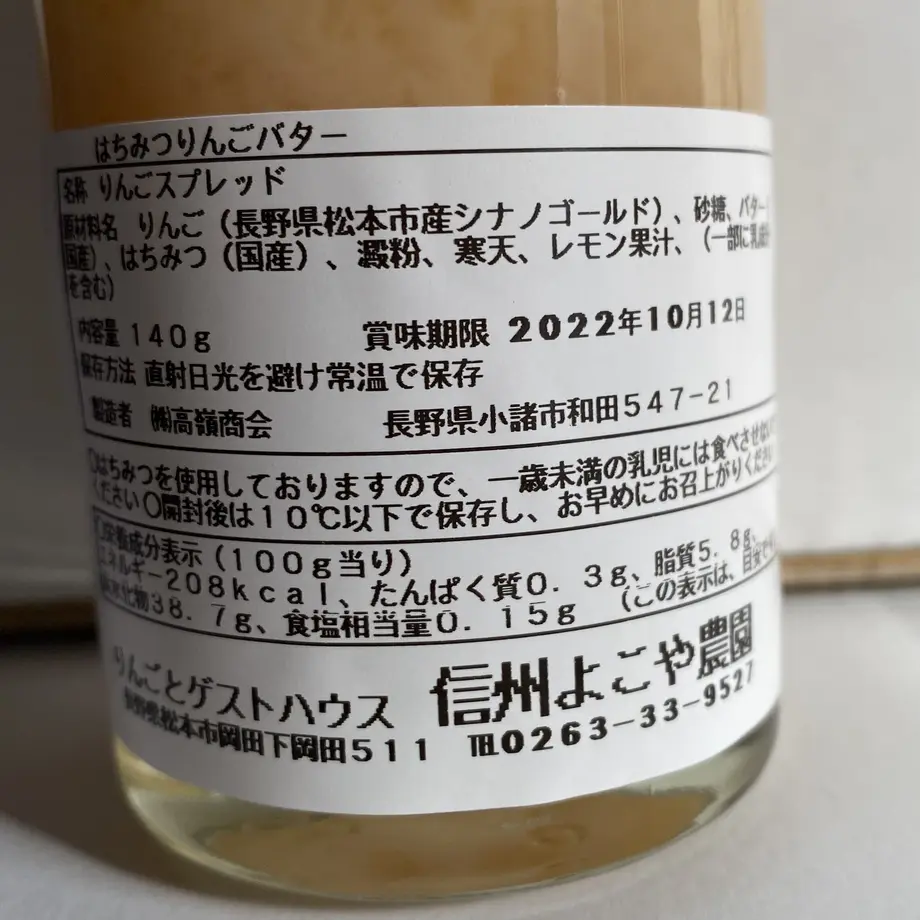 はちみつりんごバター
名称 りんごスプレッド
原材料名 りんご（長野県松本市産シナノゴールド）、砂糖、バター（
国産）、はちみつ（国産）、澱粉、寒天、レモン果汁、（一部に乳成分
を含む）
内容量 140g 賞味期限 2022年10月12日
保存方法 直射日光を避け常温で保存
製造者 ㈱高嶺商会 長野県小諸市和田547-21
○はちみつを使用しておりますので、一歳未満の乳児には食べさせない
ください○開封後は10℃以下で保存し、お早めにお召上がりください
○栄養成分表示（100g当り）
エネルギー208kcal、たんぱく質0.3g、脂質5.8g、
炭水化物38.7g、食塩相当量0.15g （この表示は、目安で
りんごとゲストハウス 信州よこや農園
長野県松本市岡田下岡田511 ℡0263-33-9527